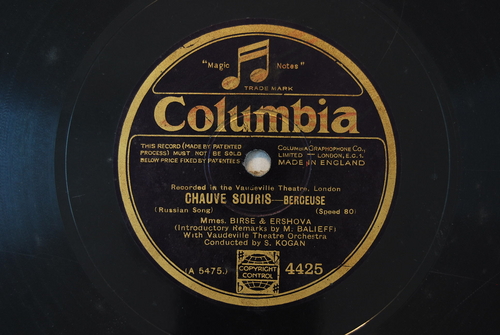 "Magic Notes"
TRADE MARK
Columbia
THIS RECORD (MADE BY PATENTED
PROCESS) MUST NOT BE SOLD
BELOW PRICE FIXED BY PATENTEES
COLUMBIA GRAPHOPHONE CO.,
LIMITED — LONDON, E.C.1.
MADE IN ENGLAND
Recorded in the Vaudeville Theatre, London
CHAUVE SOURIS—BERCEUSE
(Russian Song) (Speed 80)
Mmes. BIRSE & ERSHOVA
(Introductory Remarks by M. BALIEFF)
With Vaudeville Theatre Orchestra
Conducted by S. KOGAN
(A 5475.)
COPYRIGHT
CONTROL
4425